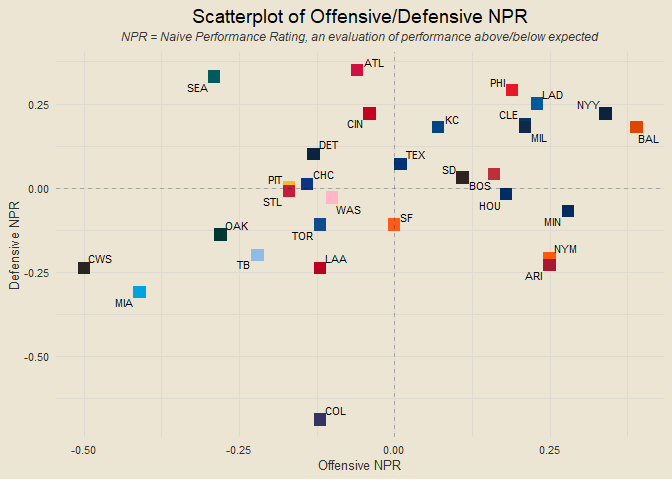 Scatterplot of Offensive/Defensive NPR
NPR = Naive Performance Rating, an evaluation of performance above/below expected
ATL
SEA
PHI
LAD
0.25
NYY
CIN
KC
CLE
MIL
BAL
DET
TEX
SD
CHC
PIT
BOS
0.00
STL
HOU
WAS
SF
MIN
OAK
TOR
NYM
CWS
LAA
TB
ARI
-0.25
MIA
-0.50
COL
Defensive NPR
-0.50
-0.25
0.00
0.25
Offensive NPR